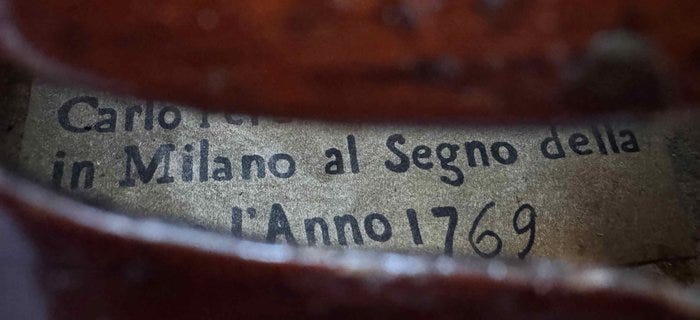 Carlo
in Milano al Segno della
l'Anno 1769